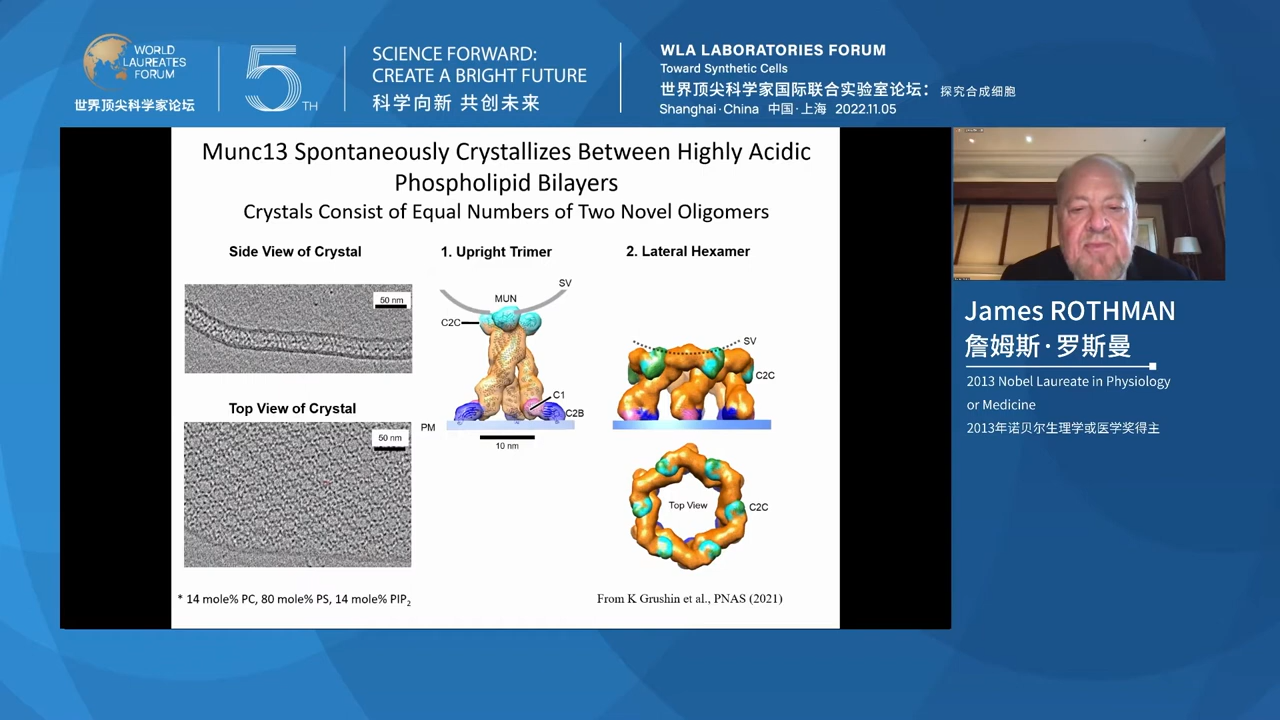 WORLD
LAUREATES
FORUM
世界顶尖科学家论坛
5TH
SCIENCE FORWARD:
CREATE A BRIGHT FUTURE
科学向新 共创未来
WLA LABORATORIES FORUM
Toward Synthetic Cells
世界顶尖科学家国际联合实验室论坛：探究合成细胞
Shanghai·China 中国·上海 2022.11.05
Munc13 Spontaneously Crystallizes Between Highly Acidic
Phospholipid Bilayers
Crystals Consist of Equal Numbers of Two Novel Oligomers
Side View of Crystal
50 nm
Top View of Crystal
50 nm
* 14 mole% PC, 80 mole% PS, 14 mole% PIP₂
1. Upright Trimer
SV
MUN
C2C
C1
C2B
PM
10 nm
2. Lateral Hexamer
SV
C2C
Top View
C2C
From K Grushin et al., PNAS (2021)
James ROTHMAN
詹姆斯·罗斯曼
2013 Nobel Laureate in Physiology
or Medicine
2013年诺贝尔生理学或医学奖得主